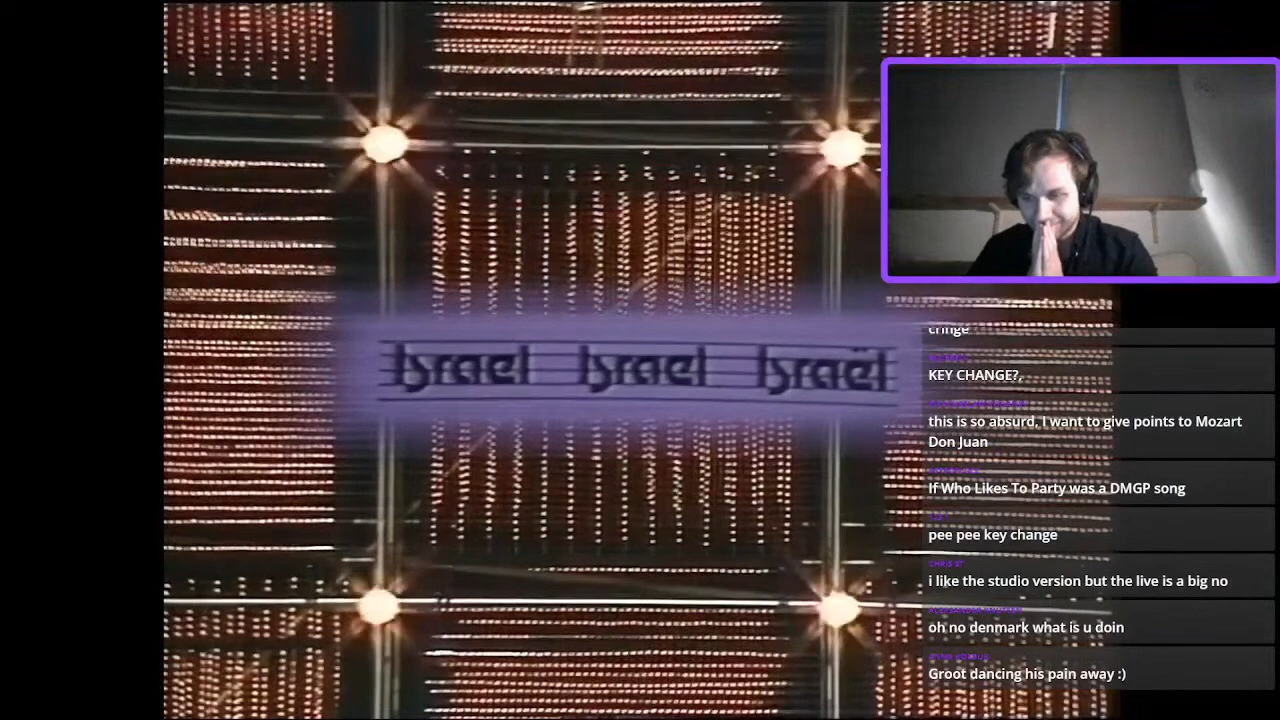 Israel Israel Israël
cringe
KEY CHANGE?,
this is so absurd, I want to give points to Mozart
Don Juan
If Who Likes To Party was a DMGP song
pee pee key change
CHRIS ST
i like the studio version but the live is a big no
oh no denmark what is u doin
Groot dancing his pain away :)